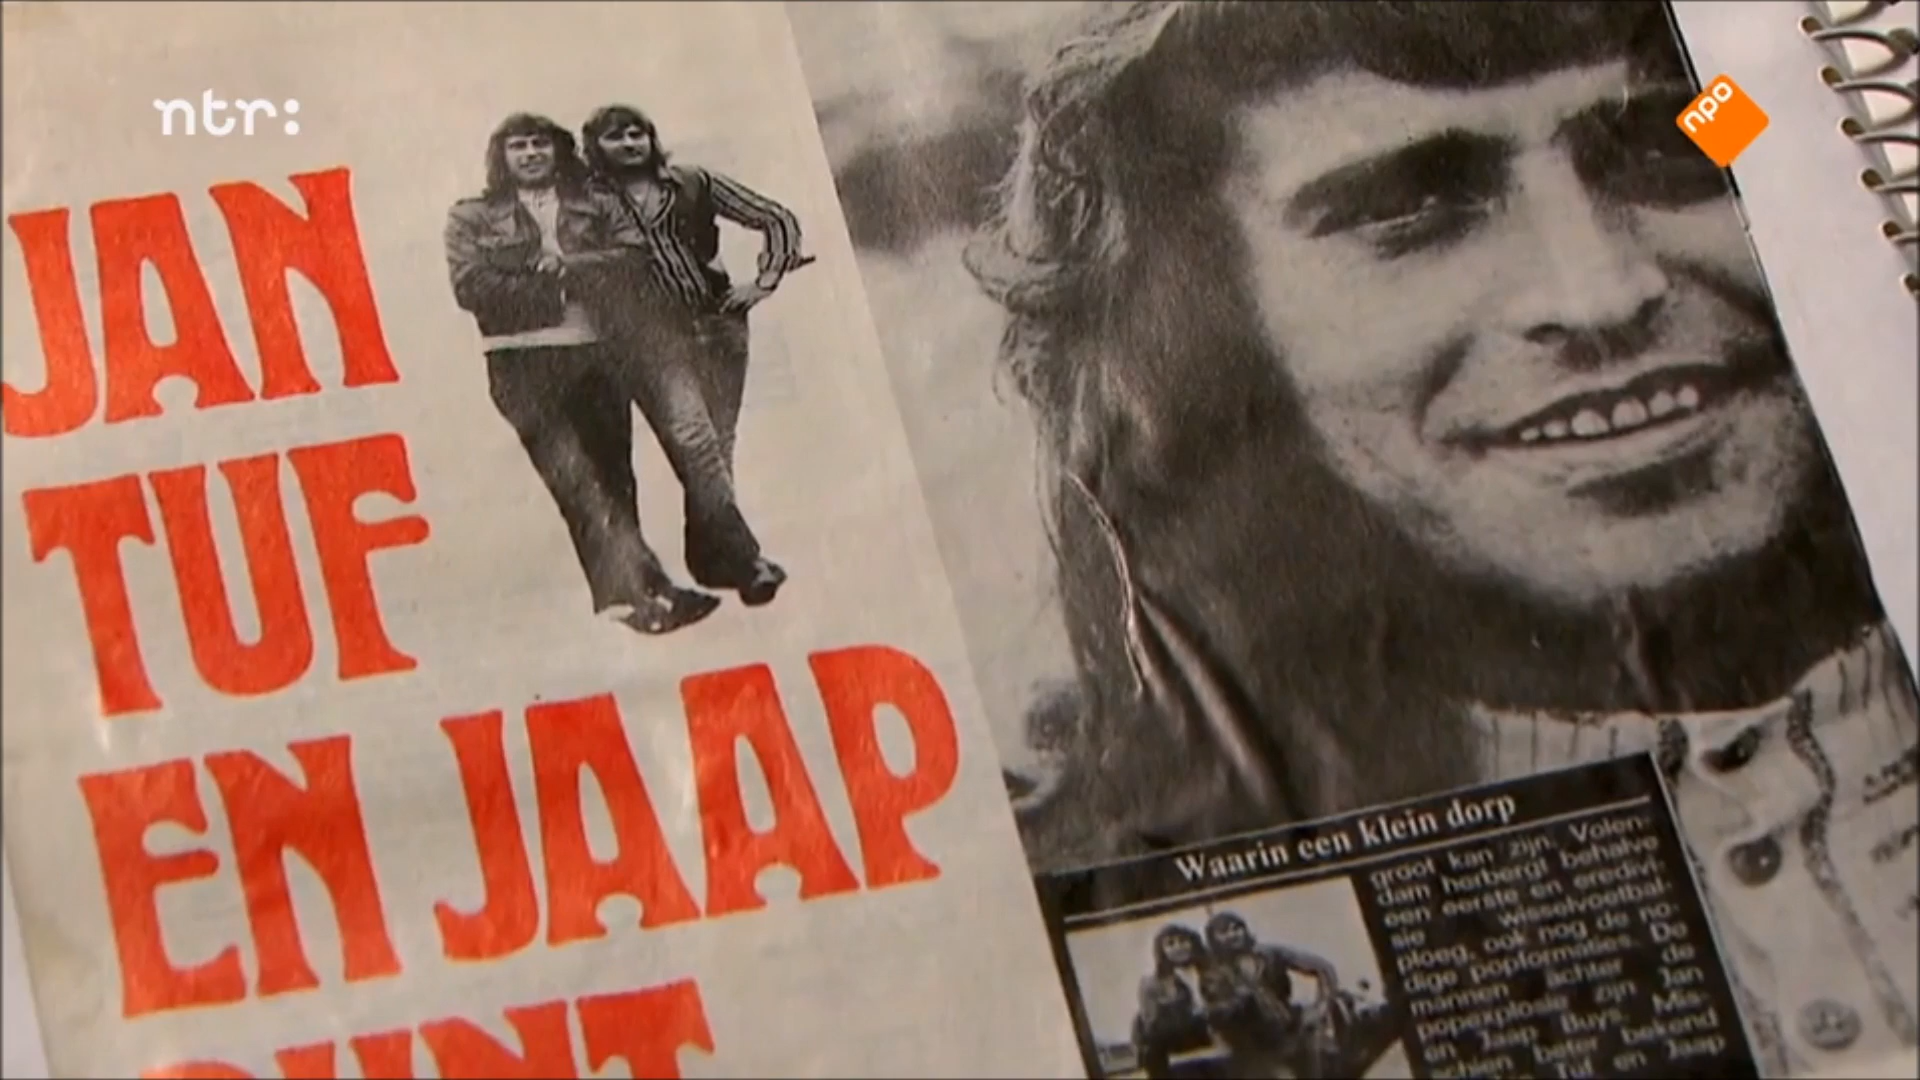 ntr:
npo
JAN
TUF
EN JAAP
PUNT
Waarin een klein dorp
groot kan zijn. Volen-
dam herbergt behalve
een eerste en eredivi-
sie wisselvoetbal-
ploeg, ook nog de no-
dige popformaties. De
mannen achter de
popexplosie zijn Jan
en Jaap Buys. Mis-
schien beter bekend
Tuf en Jaap